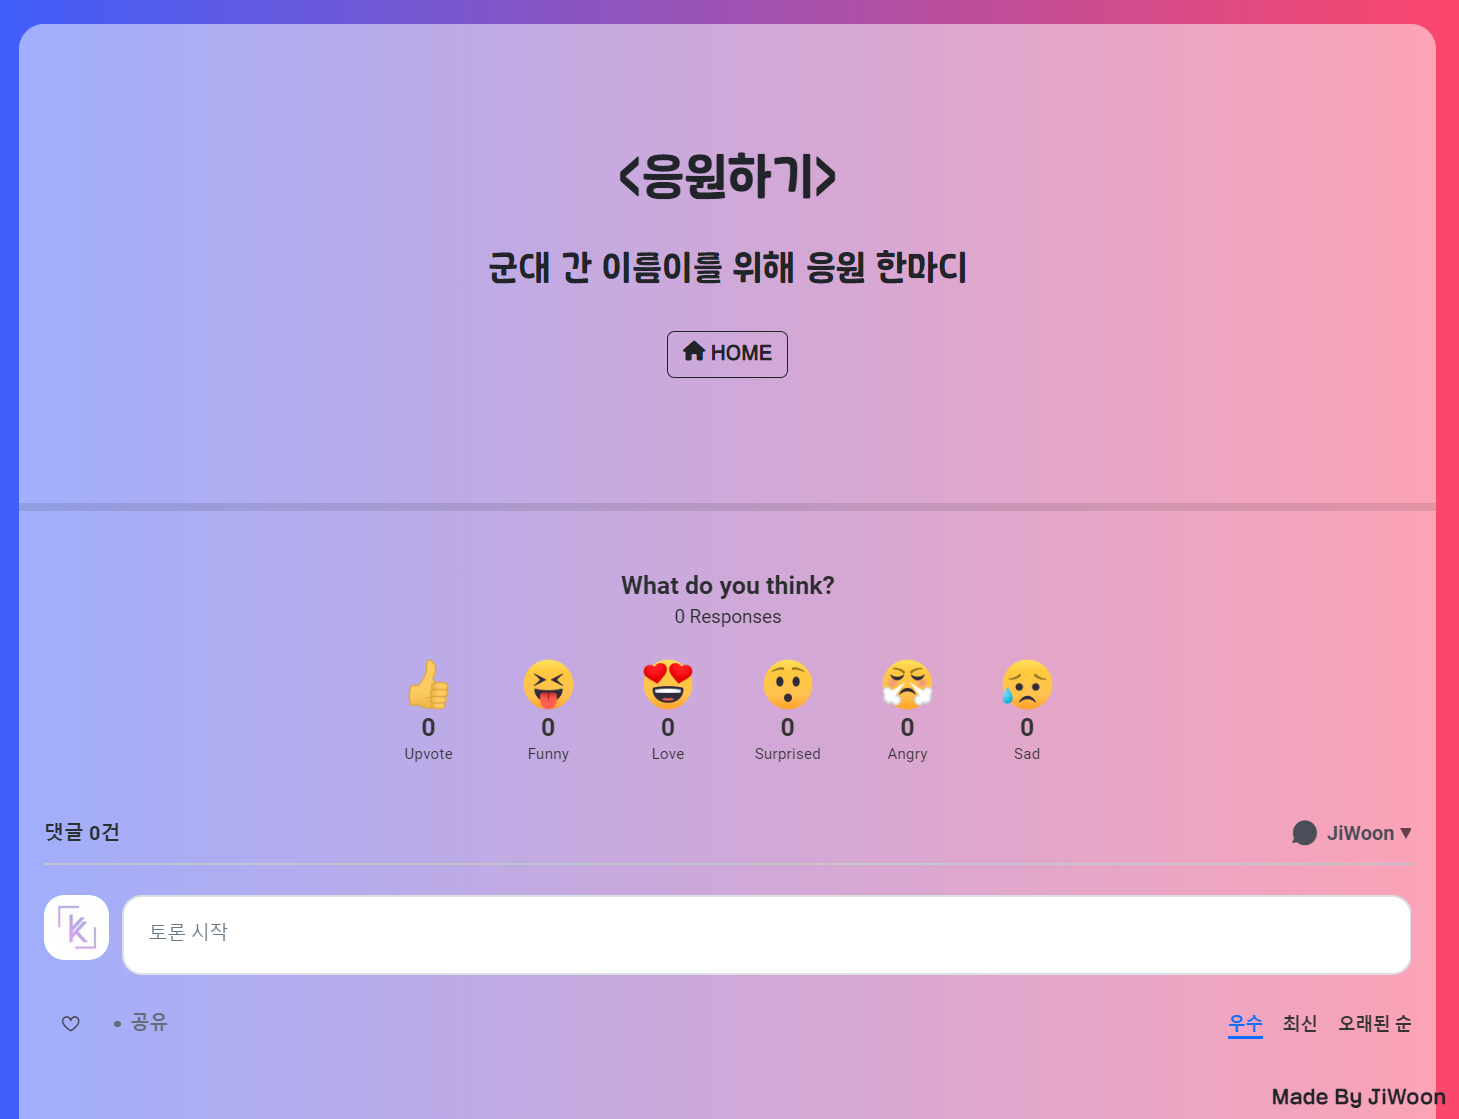 <응원하기>
군대 간 이름이를 위해 응원 한마디
HOME
What do you think?
0 Responses
0 0 0 0 0 0
Upvote Funny Love Surprised Angry Sad
댓글 0건 JiWoon ▼
K
토론 시작
• 공유 우수 최신 오래된 순
Made By JiWoon